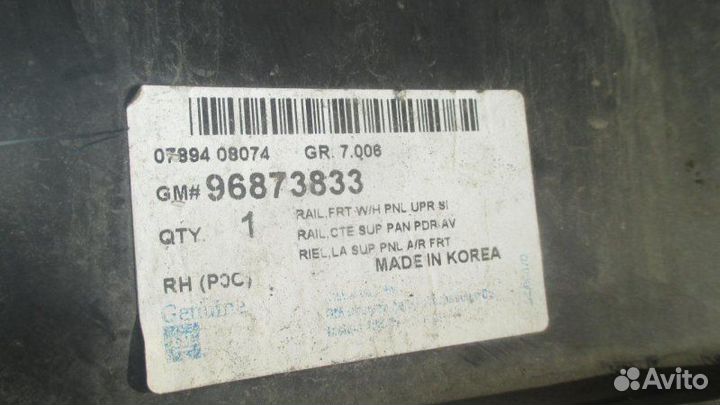 07894 08074 GR. 7.006
GM# 96873833
QTY. 1
RAIL,FRT W/H PNL UPR SI
RAIL,CTE SUP PAN PDR AV
RIEL,LA SUP PNL A/R FRT
MADE IN KOREA
RH
Genuine
Avito